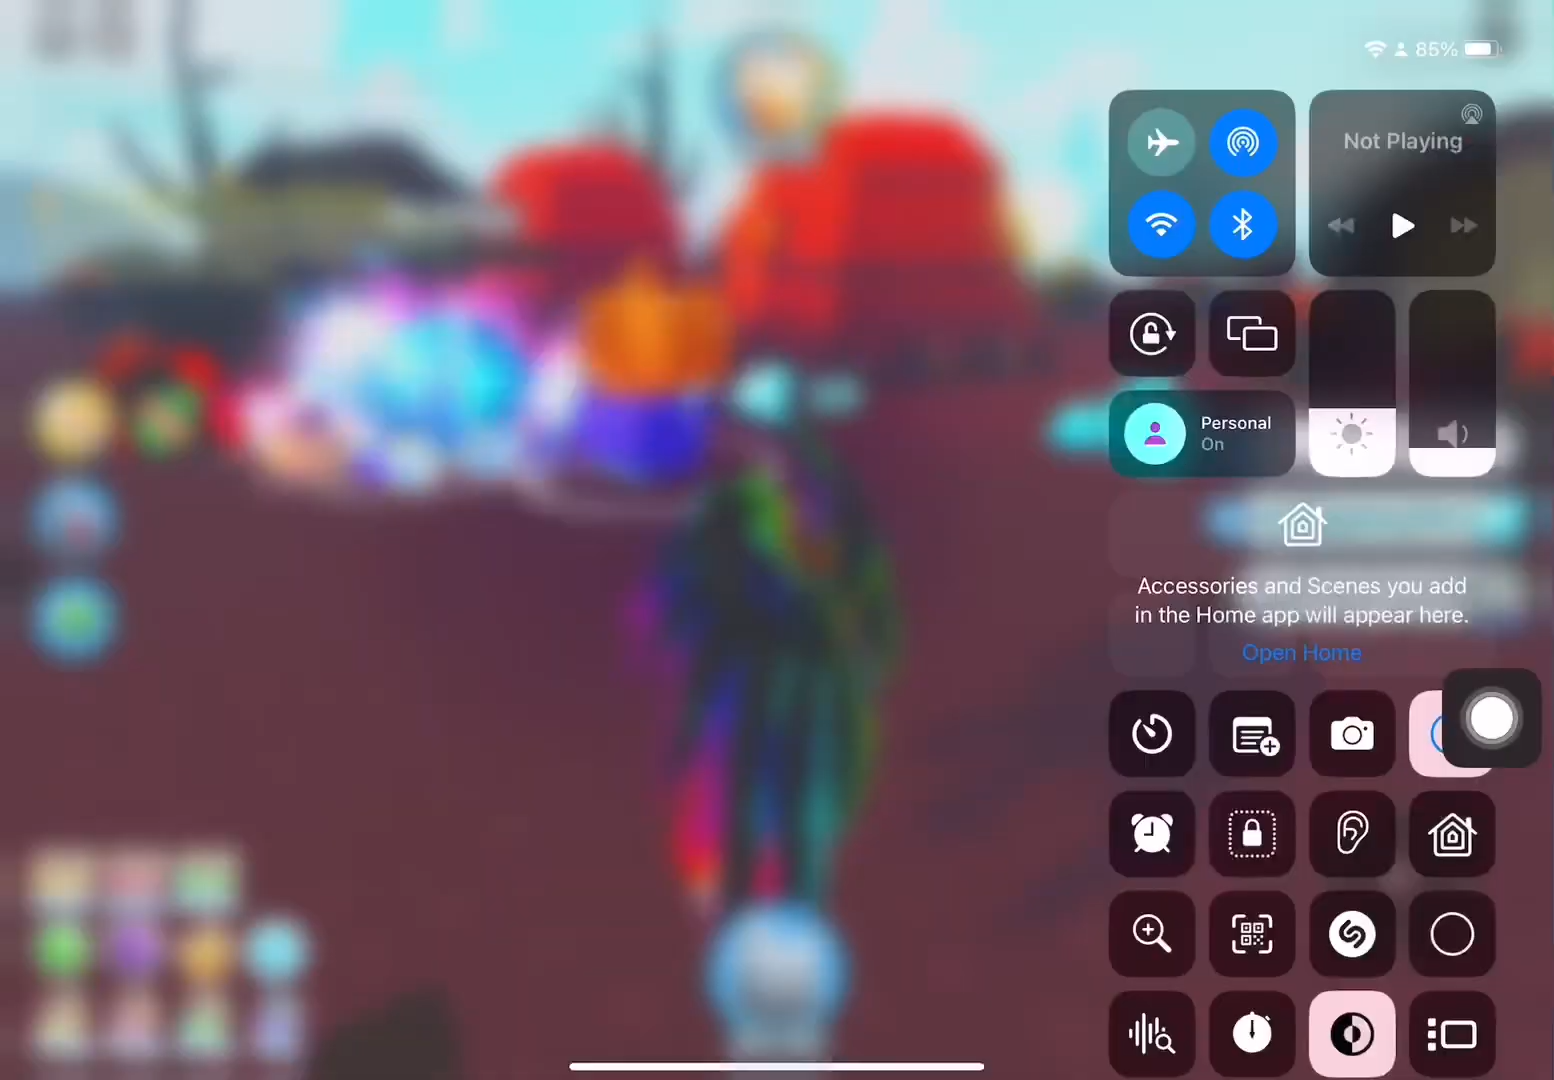 85%
Not Playing
Personal
On
Accessories and Scenes you add
in the Home app will appear here.
Open Home